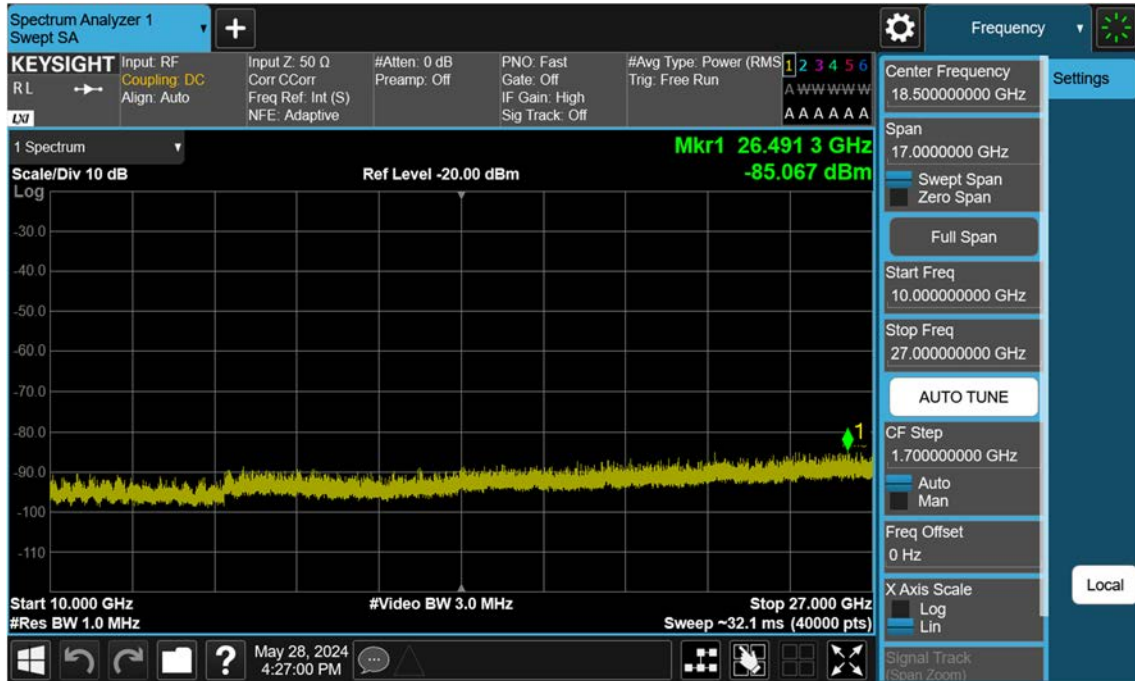 Spectrum Analyzer 1
Swept SA
+
Frequency
KEYSIGHT
RL
LXI
Input: RF
Coupling: DC
Align: Auto
Input Z: 50 Ω
Corr CCorr
Freq Ref: Int (S)
NFE: Adaptive
#Atten: 0 dB
Preamp: Off
PNO: Fast
Gate: Off
IF Gain: High
Sig Track: Off
#Avg Type: Power (RMS
Trig: Free Run
1 2 3 4 5 6
A W W W W W
A A A A A A
1 Spectrum
Mkr1 26.491 3 GHz
Scale/Div 10 dB
Ref Level -20.00 dBm
-85.067 dBm
Log
-30.0
-40.0
-50.0
-60.0
-70.0
-80.0
1
-90.0
-100
-110
Start 10.000 GHz
#Video BW 3.0 MHz
Stop 27.000 GHz
#Res BW 1.0 MHz
Sweep ~32.1 ms (40000 pts)
?
May 28, 2024
4:27:00 PM
Center Frequency
18.500000000 GHz
Settings
Span
17.0000000 GHz
Swept Span
Zero Span
Full Span
Start Freq
10.000000000 GHz
Stop Freq
27.000000000 GHz
AUTO TUNE
CF Step
1.700000000 GHz
Auto
Man
Freq Offset
0 Hz
X Axis Scale
Log
Lin
Local
Signal Track
(Span Zoom)